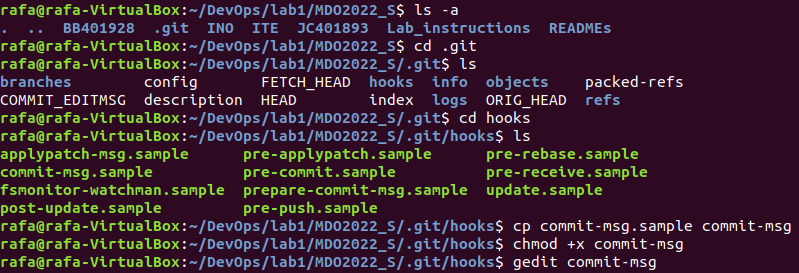 rafa@rafa-VirtualBox:~/DevOps/lab1/MDO2022_S$ ls -a
.  ..  BB401928  .git  INO  ITE  JC401893  Lab_instructions  READMEs
rafa@rafa-VirtualBox:~/DevOps/lab1/MDO2022_S$ cd .git
rafa@rafa-VirtualBox:~/DevOps/lab1/MDO2022_S/.git$ ls
branches        config       FETCH_HEAD  hooks  info  objects    packed-refs
COMMIT_EDITMSG  description  HEAD        index  logs  ORIG_HEAD  refs
rafa@rafa-VirtualBox:~/DevOps/lab1/MDO2022_S/.git$ cd hooks
rafa@rafa-VirtualBox:~/DevOps/lab1/MDO2022_S/.git/hooks$ ls
applypatch-msg.sample      pre-applypatch.sample      pre-rebase.sample
commit-msg.sample          pre-commit.sample          pre-receive.sample
fsmonitor-watchman.sample  prepare-commit-msg.sample  update.sample
post-update.sample         pre-push.sample
rafa@rafa-VirtualBox:~/DevOps/lab1/MDO2022_S/.git/hooks$ cp commit-msg.sample commit-msg
rafa@rafa-VirtualBox:~/DevOps/lab1/MDO2022_S/.git/hooks$ chmod +x commit-msg
rafa@rafa-VirtualBox:~/DevOps/lab1/MDO2022_S/.git/hooks$ gedit commit-msg